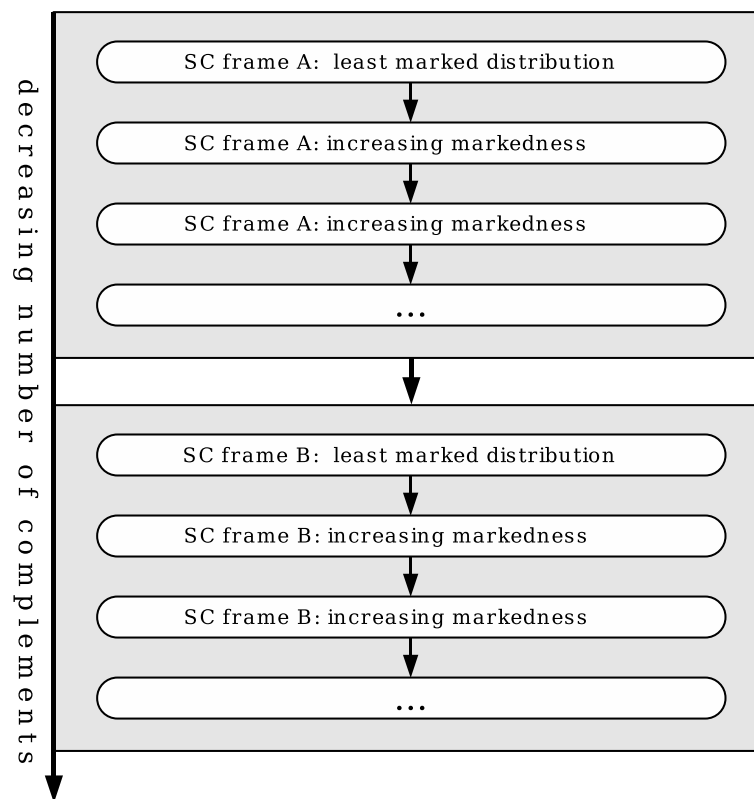 decreasing number of complements
SC frame A: least marked distribution
SC frame A: increasing markedness
SC frame A: increasing markedness
...
SC frame B: least marked distribution
SC frame B: increasing markedness
SC frame B: increasing markedness
...